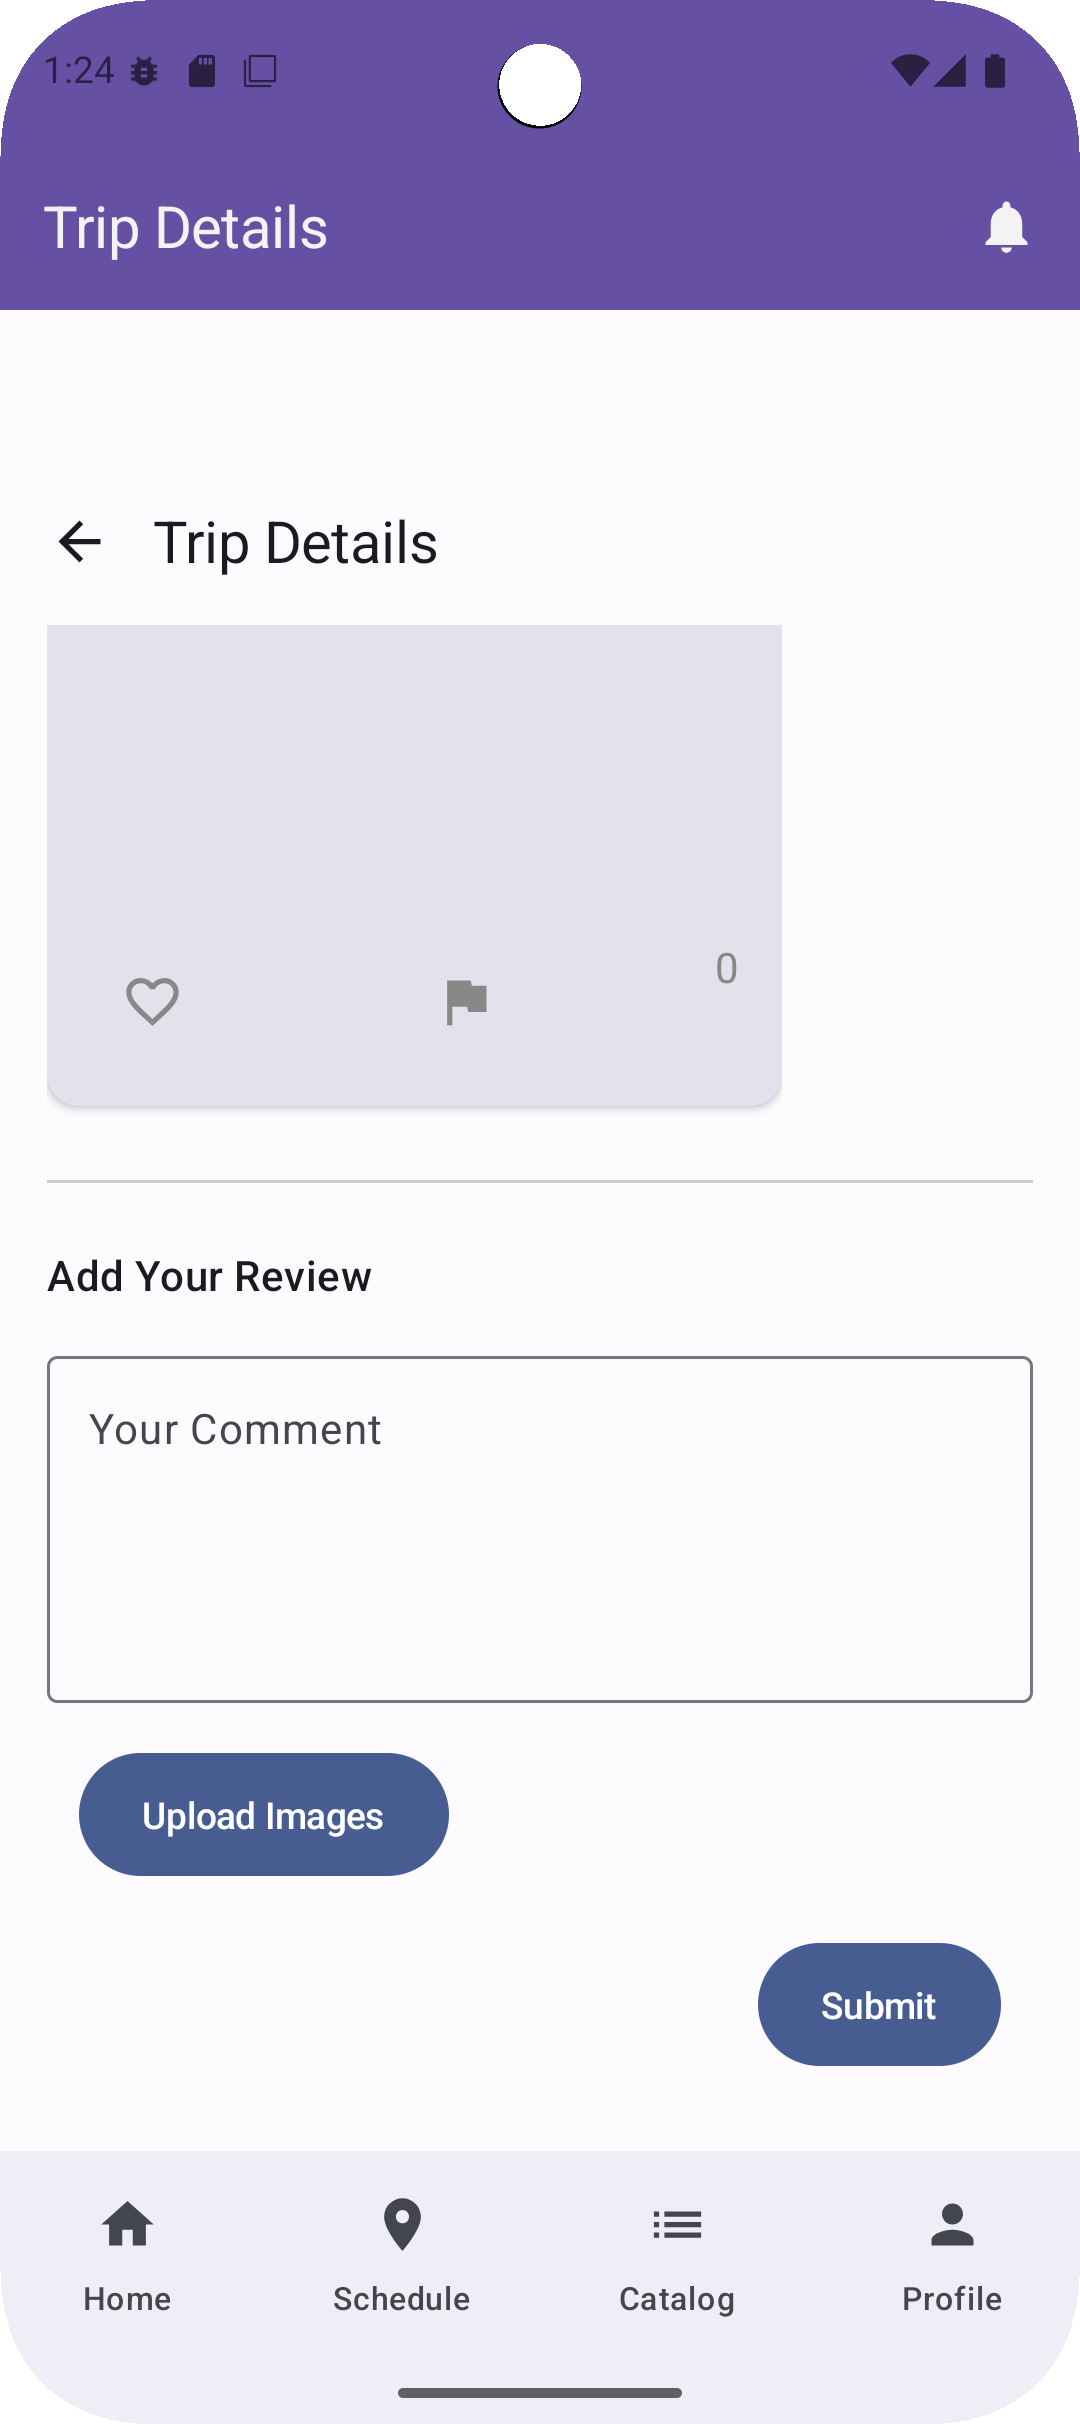 1:24
Trip Details
Trip Details
0
Add Your Review
Your Comment
Upload Images
Submit
Home Schedule Catalog Profile